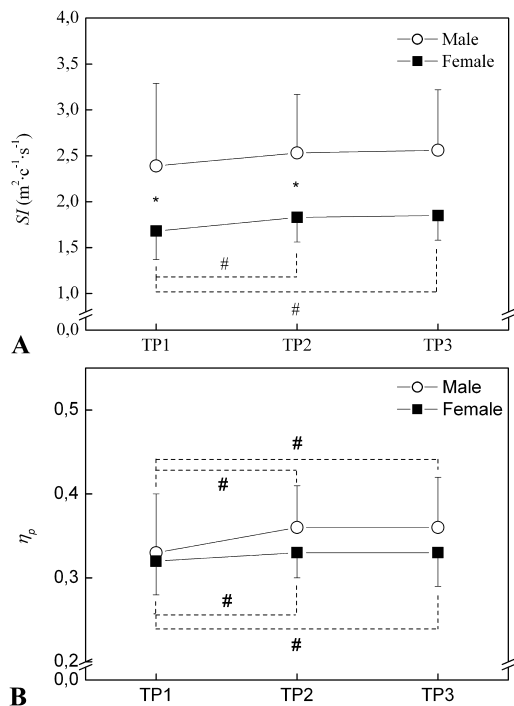 4,0
3,5
3,0
2,5
2,0
1,5
1,0
0,0
SI (m²·c⁻¹·s⁻¹)
Male
Female
*
*
#
#
TP1 TP2 TP3
A
0,5
0,4
0,3
0,2
0,0
ηp
Male
Female
#
#
#
#
TP1 TP2 TP3
B